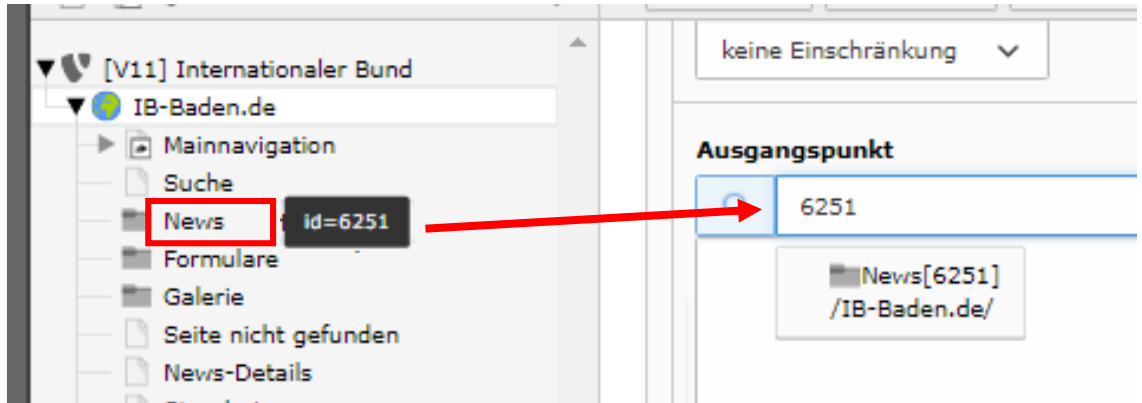 [V11] Internationaler Bund
IB-Baden.de
Mainnavigation
Suche
News
id=6251
Formulare
Galerie
Seite nicht gefunden
News-Details
keine Einschränkung
Ausgangspunkt
6251
News[6251]
/IB-Baden.de/